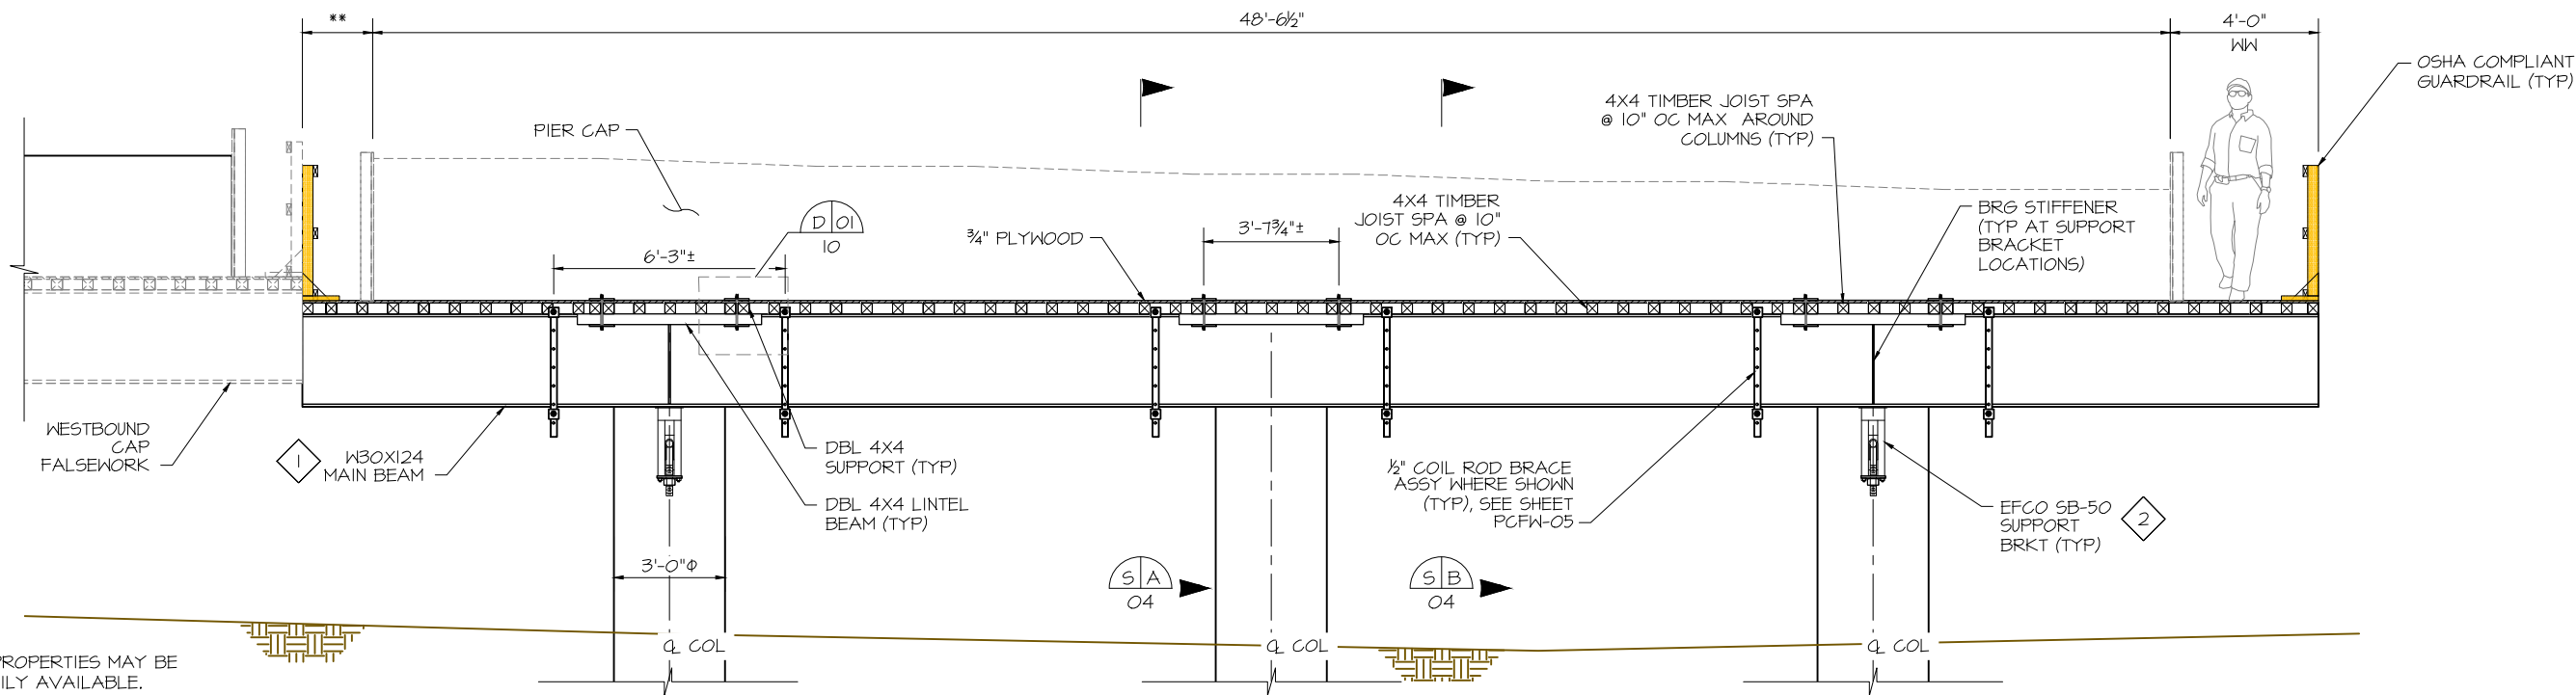 **
48'-6½"
4'-0"
WW
OSHA COMPLIANT
GUARDRAIL (TYP)
PIER CAP
4X4 TIMBER JOIST SPA
@ 10" OC MAX AROUND
COLUMNS (TYP)
D 01
10
6'-3"±
¾" PLYWOOD
4X4 TIMBER
JOIST SPA @ 10"
OC MAX (TYP)
3'-7¾"±
BRG STIFFENER
(TYP AT SUPPORT
BRACKET
LOCATIONS)
WESTBOUND
CAP
FALSEWORK
1
W30X124
MAIN BEAM
DBL 4X4
SUPPORT (TYP)
DBL 4X4 LINTEL
BEAM (TYP)
½" COIL ROD BRACE
ASSY WHERE SHOWN
(TYP), SEE SHEET
PCFW-05
EFCO SB-50
SUPPORT
BRKT (TYP)
2
3'-0"Φ
S A
04
S B
04
℄ COL
℄ COL
℄ COL
PROPERTIES MAY BE
ILY AVAILABLE.